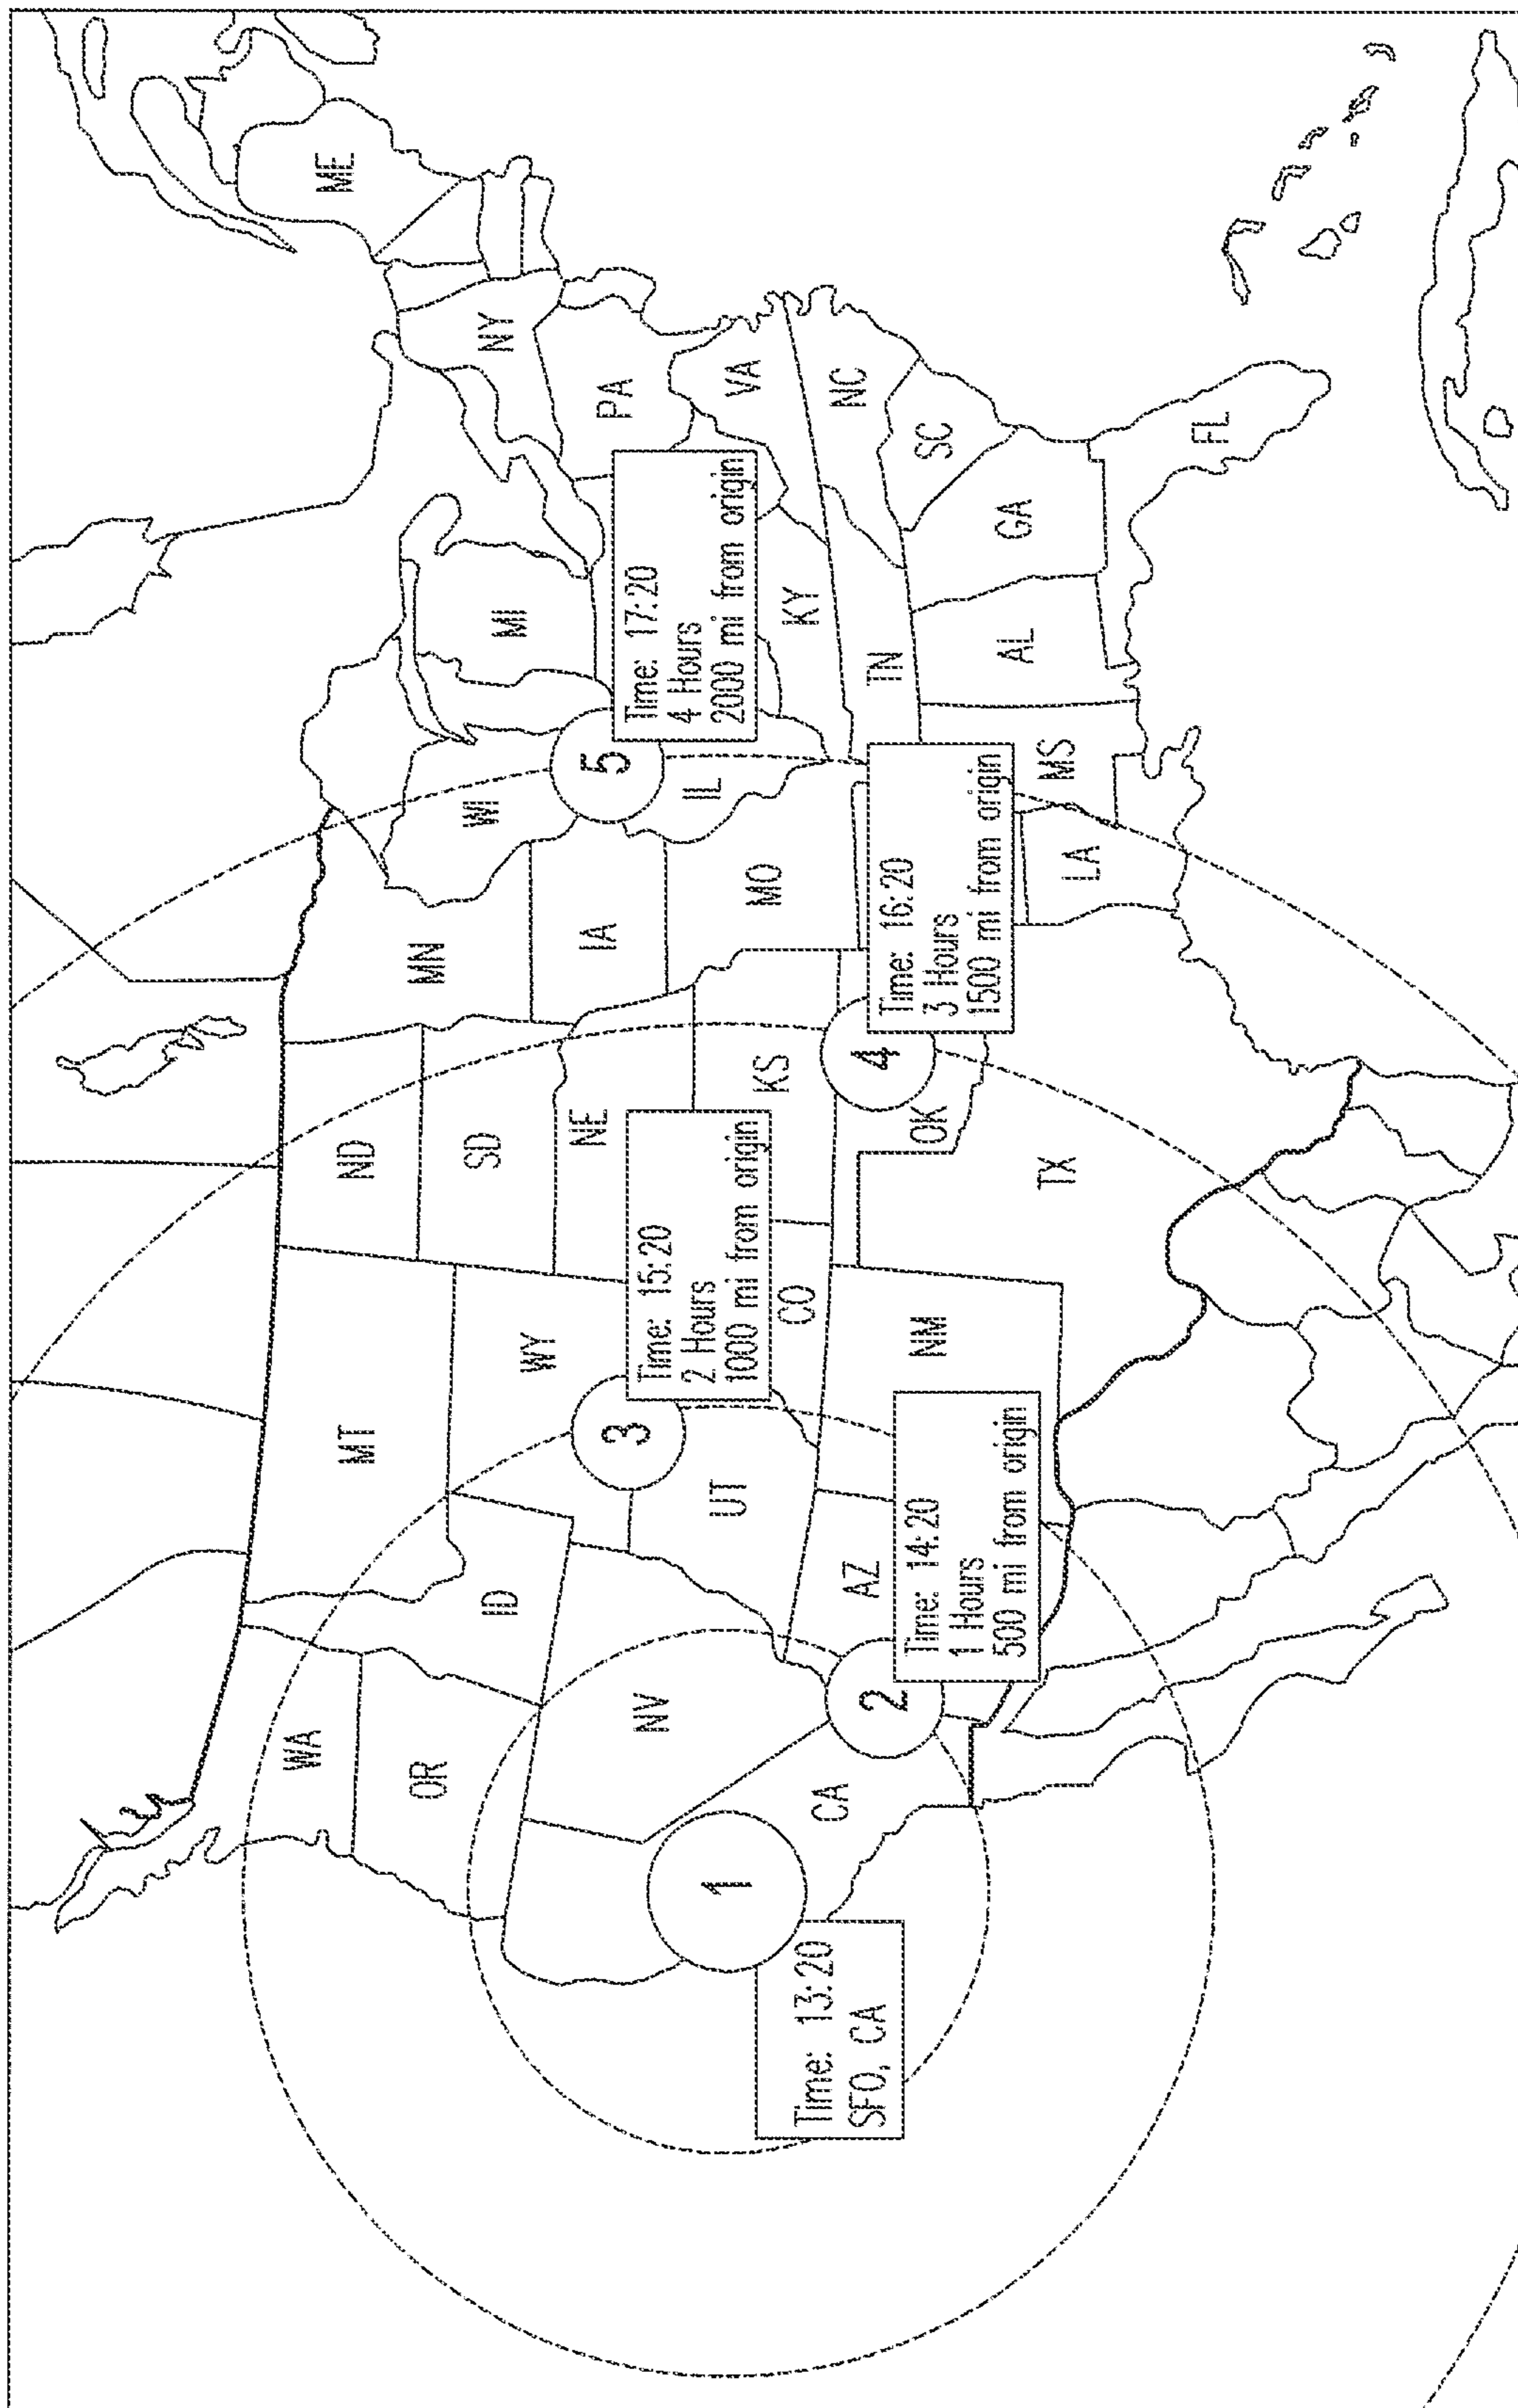 WA
OR
ID
MT
ND
SD
MN
WI
MI
NY
ME
WY
NE
IA
PA
NV
UT
CO
KS
MO
IL
KY
VA
CA
AZ
NM
OK
TX
TN
NC
SC
LA
MS
AL
GA
FL
1
Time: 13:20
SFO, CA
2
Time: 14:20
1 Hours
500 mi from origin
3
Time: 15:20
2 Hours
1000 mi from origin
4
Time: 16:20
3 Hours
1500 mi from origin
5
Time: 17:20
4 Hours
2000 mi from origin